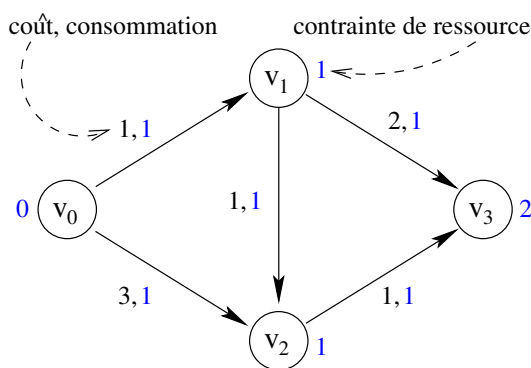 coût, consommation
contrainte de ressource
v1
1
1,1
2,1
0
v0
1,1
v3
2
3,1
1,1
v2
1